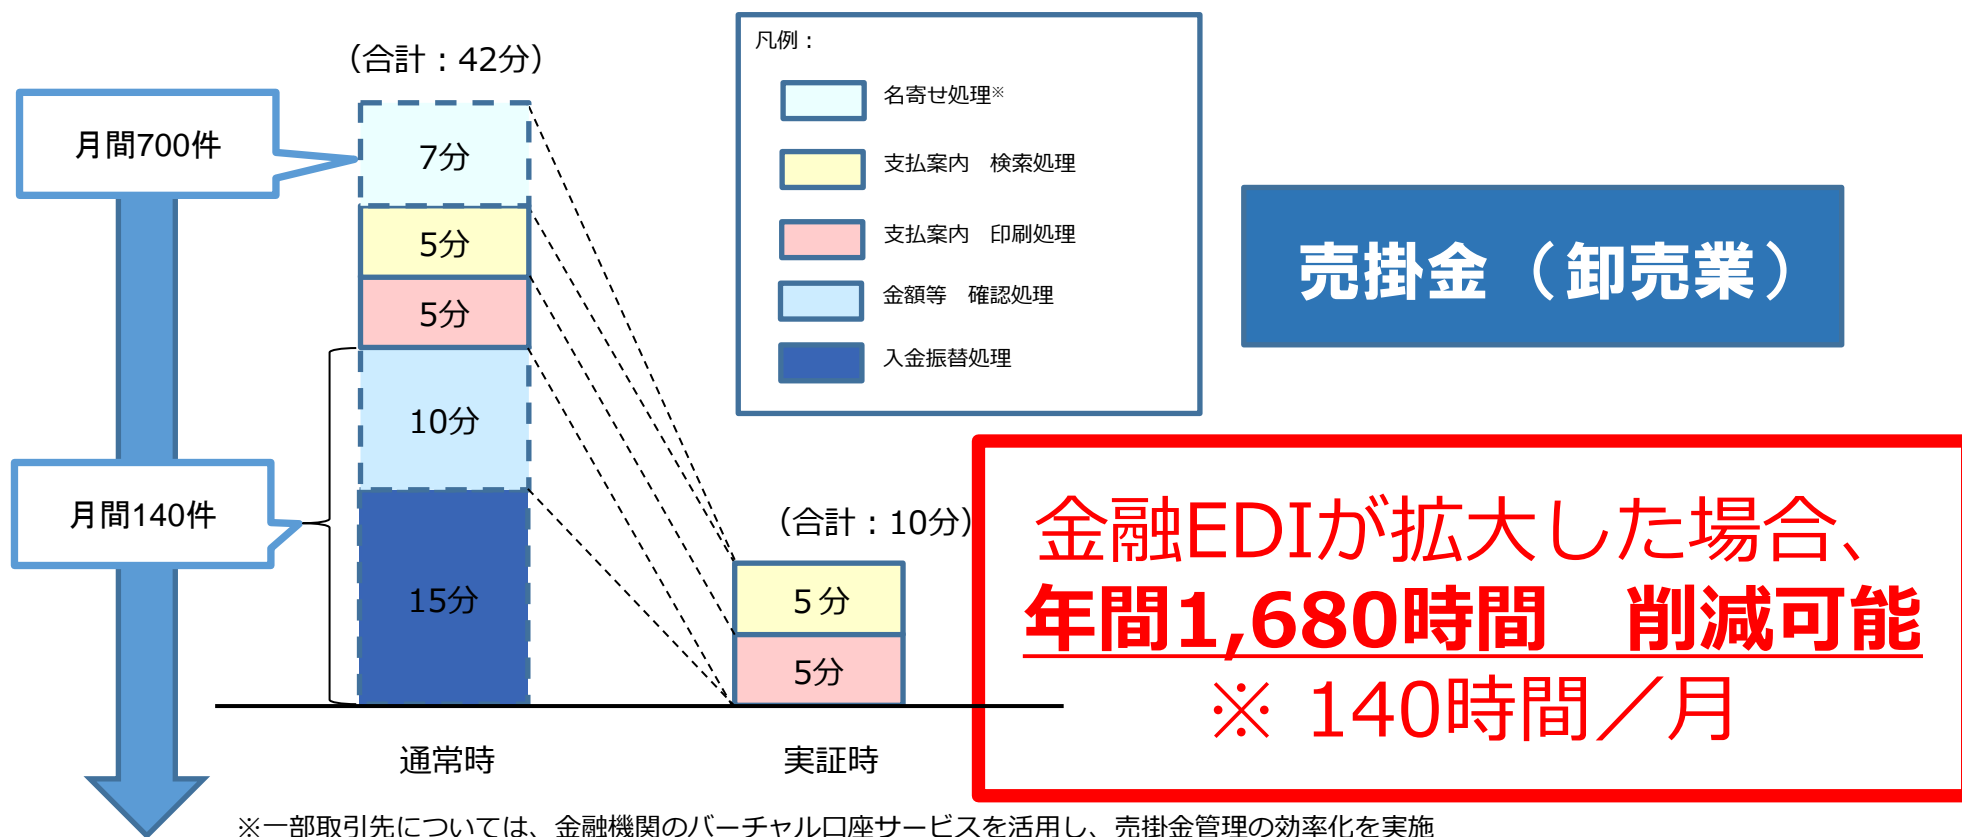 （合計：42分）
月間700件
7分
5分
5分
10分
15分
月間140件
凡例：
名寄せ処理※
支払案内　検索処理
支払案内　印刷処理
金額等　確認処理
入金振替処理
売掛金（卸売業）
（合計：10分）
５分
5分
金融EDIが拡大した場合、
年間1,680時間　削減可能
※ 140時間／月
通常時
実証時
※一部取引先については、金融機関のバーチャル口座サービスを活用し、売掛金管理の効率化を実施